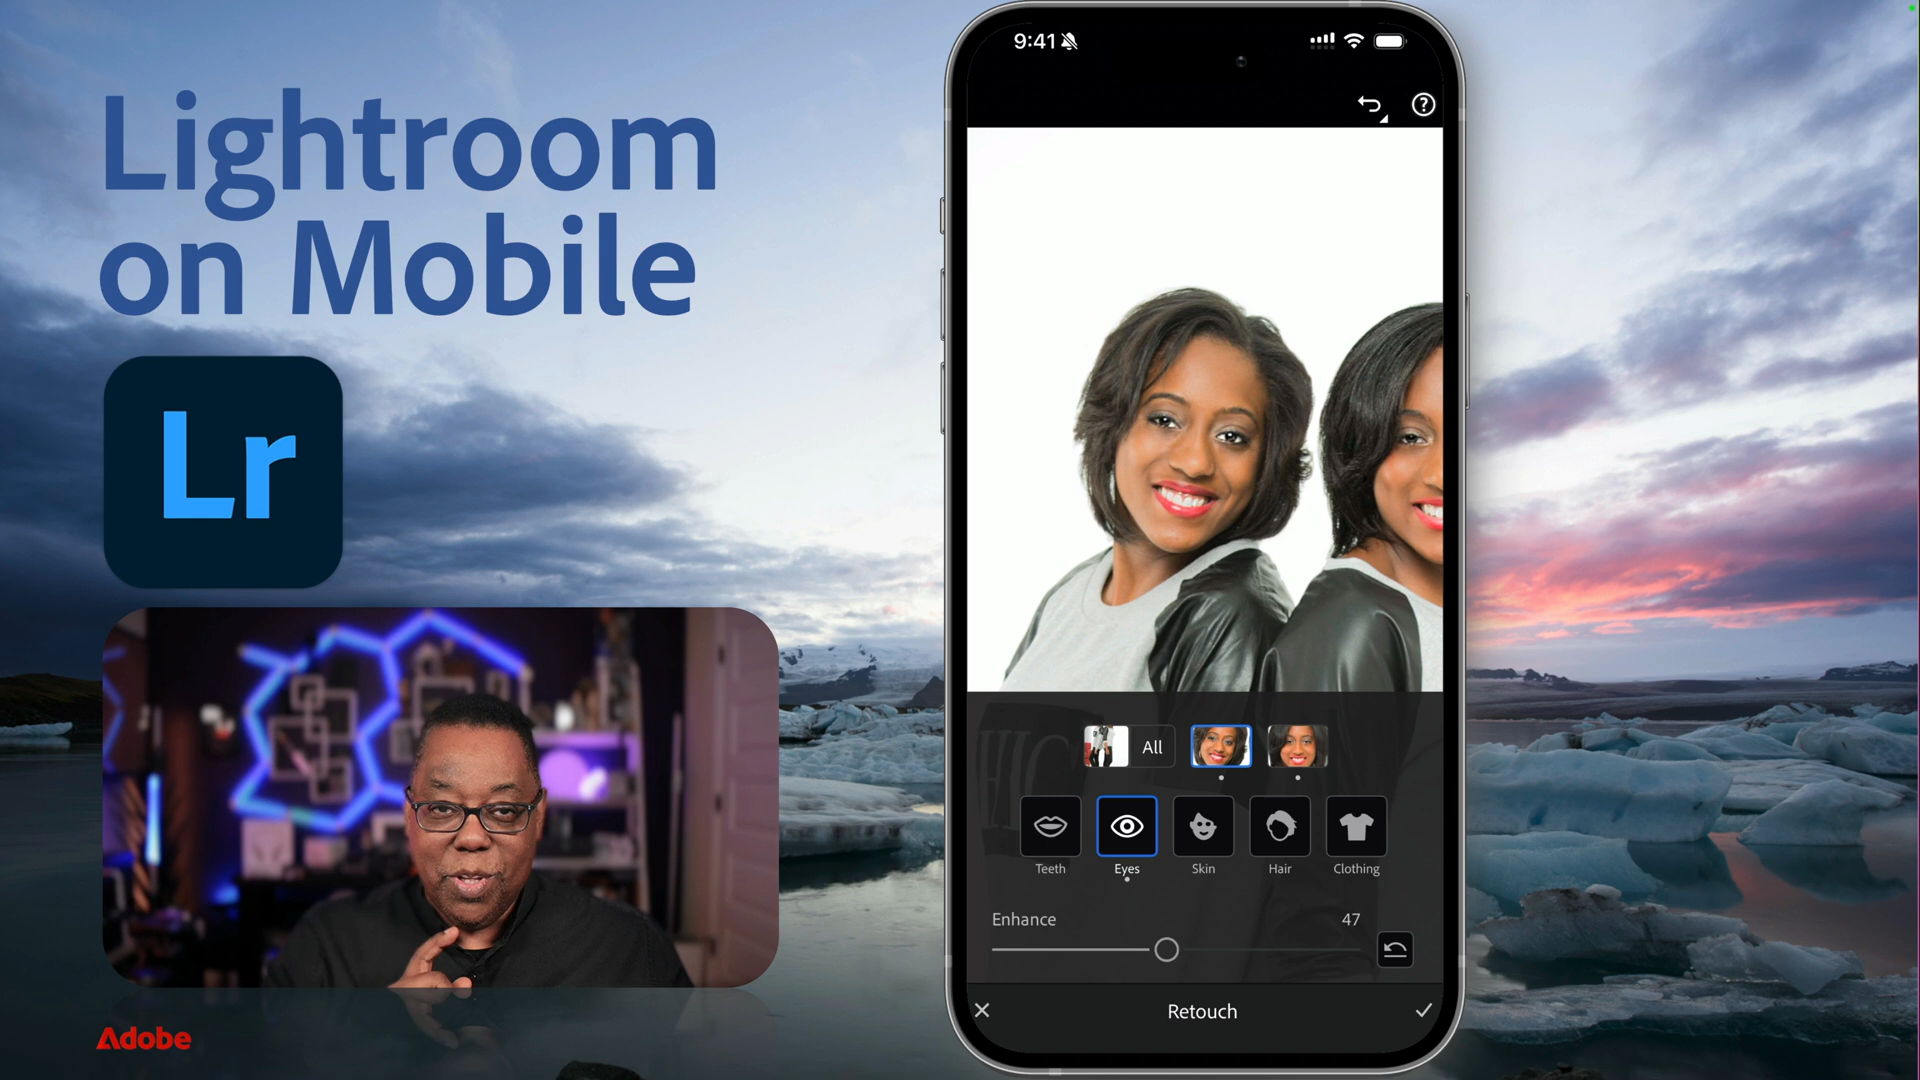 Lightroom
on Mobile
Lr
Adobe
9:41
All
Teeth
Eyes
Skin
Hair
Clothing
Enhance
47
Retouch